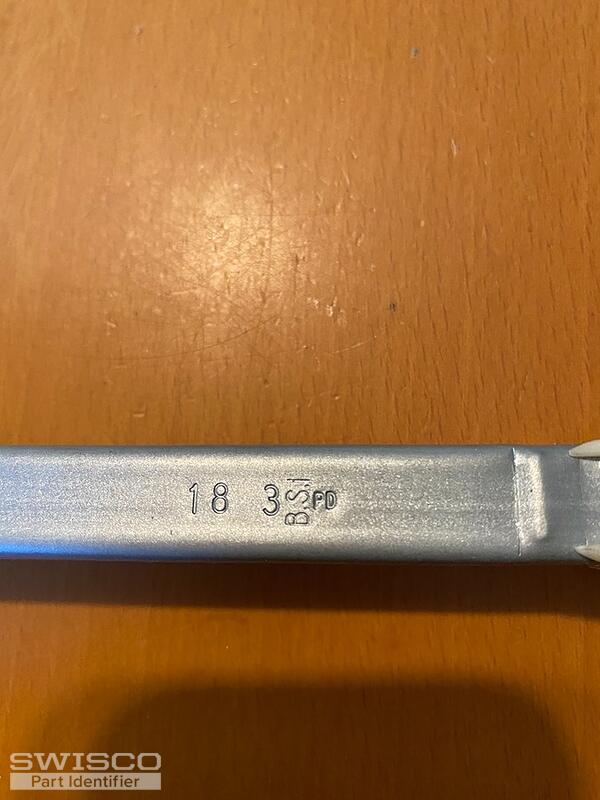 18 3 BSI PD
SWISCO
Part Identifier